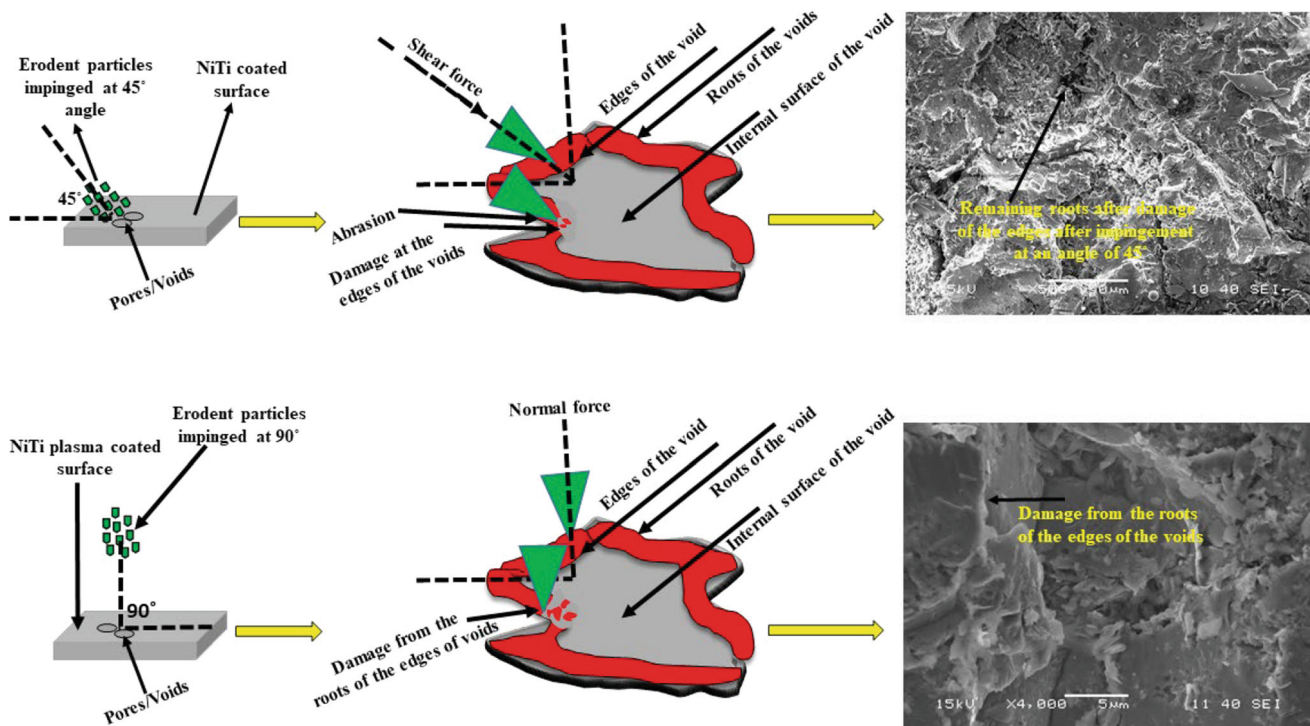 Erodent particles
impinged at 45°
angle
NiTi coated
surface
45°
Pores/Voids
Shear force
Edges of the void
Roots of the voids
Internal surface of the void
Abrasion
Damage at the
edges of the voids
Remaining roots after damage
of the edges after impingement
at an angle of 45°
10 40 SEI
NiTi plasma coated
surface
Erodent particles
impinged at 90°
90°
Pores/Voids
Normal force
Edges of the void
Roots of the void
Internal surface of the void
Damage from the
roots of the edges of voids
Damage from the roots
of the edges of the voids
15kV X4,000 5µm 11 40 SEI